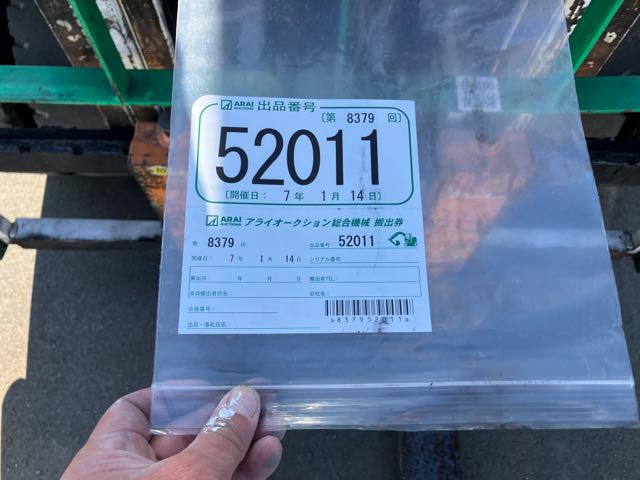 ARAI AUCTIONS 出品番号
〔第 8379 回〕
52011
〔開催日： 7 年 1 月 14 日〕
ARAI AUCTIONS アライオークション総合機械 搬出券
第 8379 回 出品番号： 52011
開催日： 7 年 1 月 14 日 シリアル番号
搬出日： 年 月 日 搬出者TEL：
車両搬出者氏名： 会社名：
会員番号：
出品・落札店名：
a837952011a